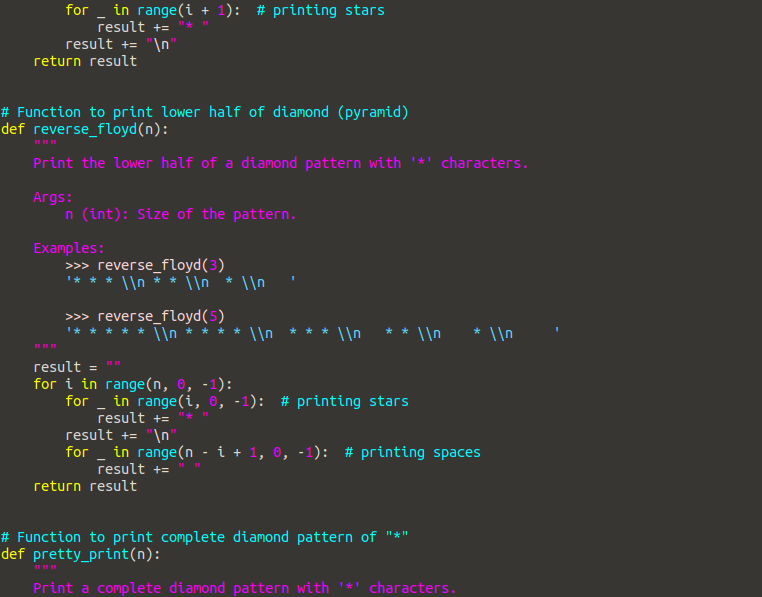 for _ in range(i + 1):  # printing stars
            result += "* "
        result += "\n"
    return result


# Function to print lower half of diamond (pyramid)
def reverse_floyd(n):
    """
    Print the lower half of a diamond pattern with '*' characters.

    Args:
        n (int): Size of the pattern.

    Examples:
        >>> reverse_floyd(3)
        '* * * \\n * * \\n  * \\n   '

        >>> reverse_floyd(5)
        '* * * * * \\n * * * * \\n  * * * \\n   * * \\n    * \\n     '
    """
    result = ""
    for i in range(n, 0, -1):
        for _ in range(i, 0, -1):  # printing stars
            result += "* "
        result += "\n"
        for _ in range(n - i + 1, 0, -1):  # printing spaces
            result += " "
    return result


# Function to print complete diamond pattern of "*"
def pretty_print(n):
    """
    Print a complete diamond pattern with '*' characters.